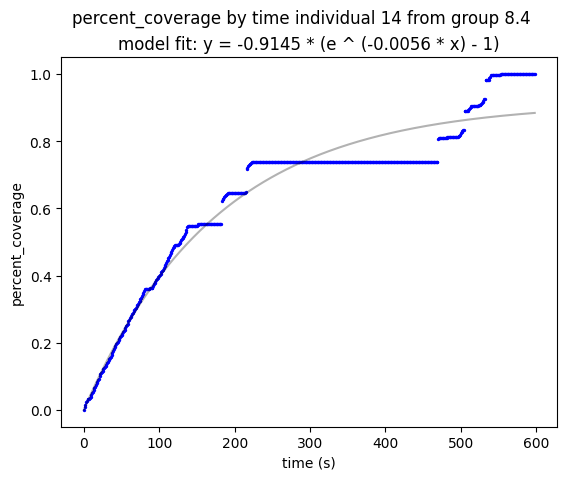 percent_coverage by time individual 14 from group 8.4
model fit: y = -0.9145 * (e ^ (-0.0056 * x) - 1)
1.0
0.8
0.6
0.4
0.2
0.0
percent_coverage
0 100 200 300 400 500 600
time (s)